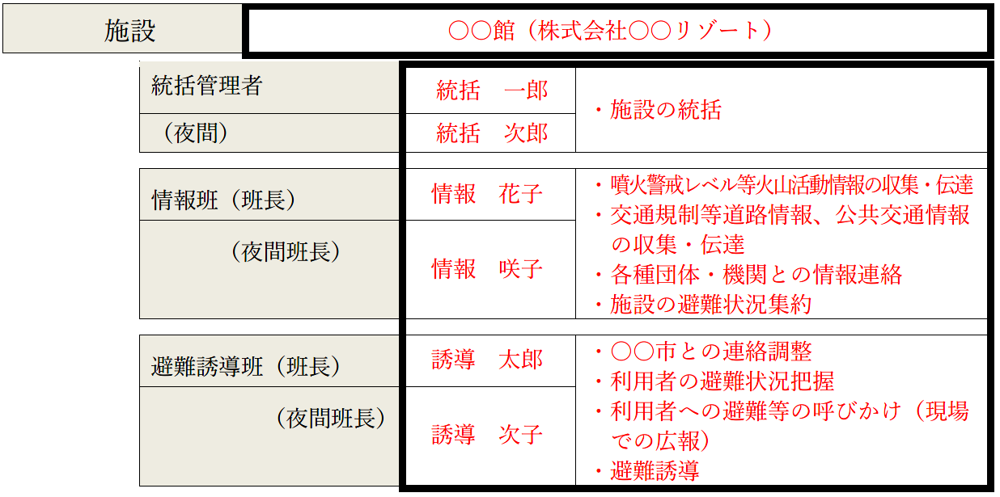 施設
〇〇館（株式会社〇〇リゾート）
統括管理者
統括　一郎
・施設の統括
（夜間）
統括　次郎
情報班（班長）
情報　花子
・噴火警戒レベル等火山活動情報の収集・伝達
・交通規制等道路情報、公共交通情報
の収集・伝達
・各種団体・機関との情報連絡
・施設の避難状況集約
（夜間班長）
情報　咲子
避難誘導班（班長）
誘導　太郎
・〇〇市との連絡調整
・利用者の避難状況把握
・利用者への避難等の呼びかけ（現場
での広報）
・避難誘導
（夜間班長）
誘導　次子